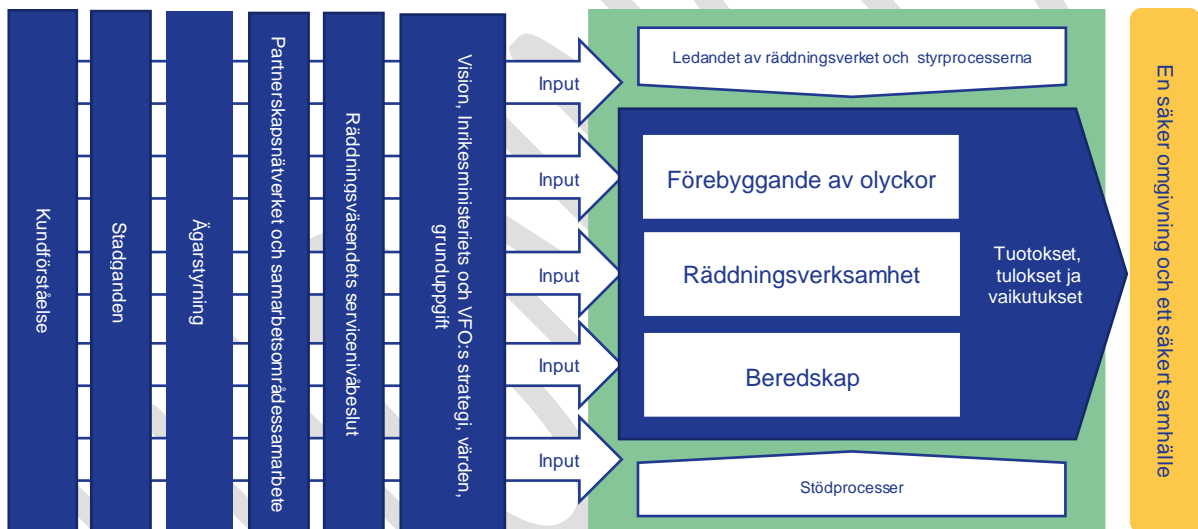 Kundförståelse
Stadganden
Ägarstyrning
Partnerskapsnätverket och samarbetsområdessamarbete
Räddningsväsendets servicenivåbeslut
Vision, Inrikesministeriets och VFO:s strategi, värden,
grunduppgift
Input
Input
Input
Input
Input
Ledandet av räddningsverket och styrprocesserna
Förebyggande av olyckor
Räddningsverksamhet
Beredskap
Tuotokset,
tulokset ja
vaikutukset
Stödprocesser
En säker omgivning och ett säkert samhälle